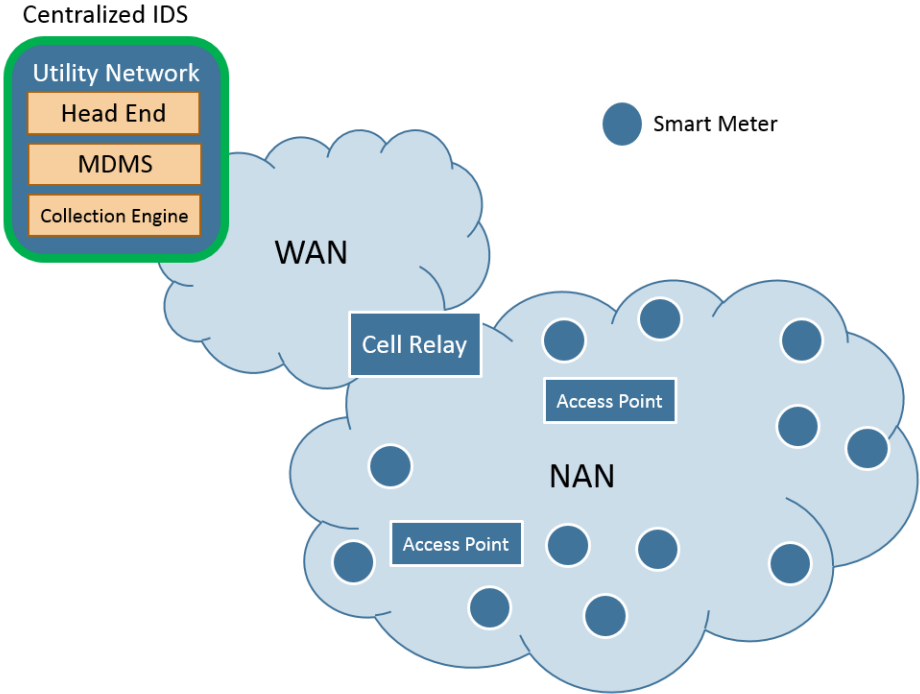 Centralized IDS
Utility Network
Head End
MDMS
Collection Engine
Smart Meter
WAN
Cell Relay
Access Point
NAN
Access Point